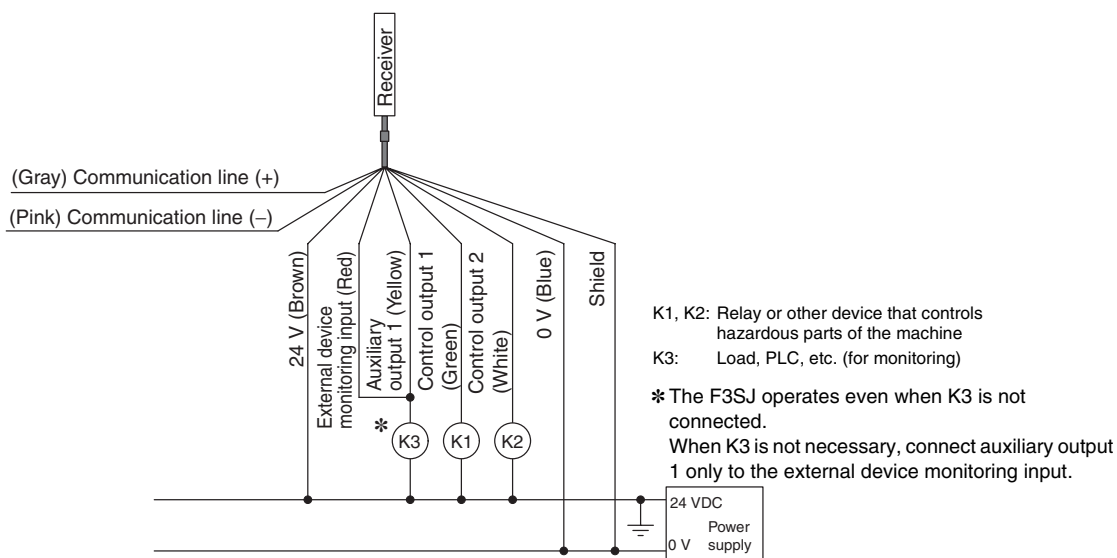 Receiver
(Gray) Communication line (+)
(Pink) Communication line (–)
24 V (Brown)
External device
monitoring input (Red)
Auxiliary
output 1 (Yellow)
Control output 1
(Green)
Control output 2
(White)
0 V (Blue)
Shield
K1, K2: Relay or other device that controls
hazardous parts of the machine
K3: Load, PLC, etc. (for monitoring)
* The F3SJ operates even when K3 is not
connected.
When K3 is not necessary, connect auxiliary output
1 only to the external device monitoring input.
*
K3
K1
K2
24 VDC
Power
supply
0 V